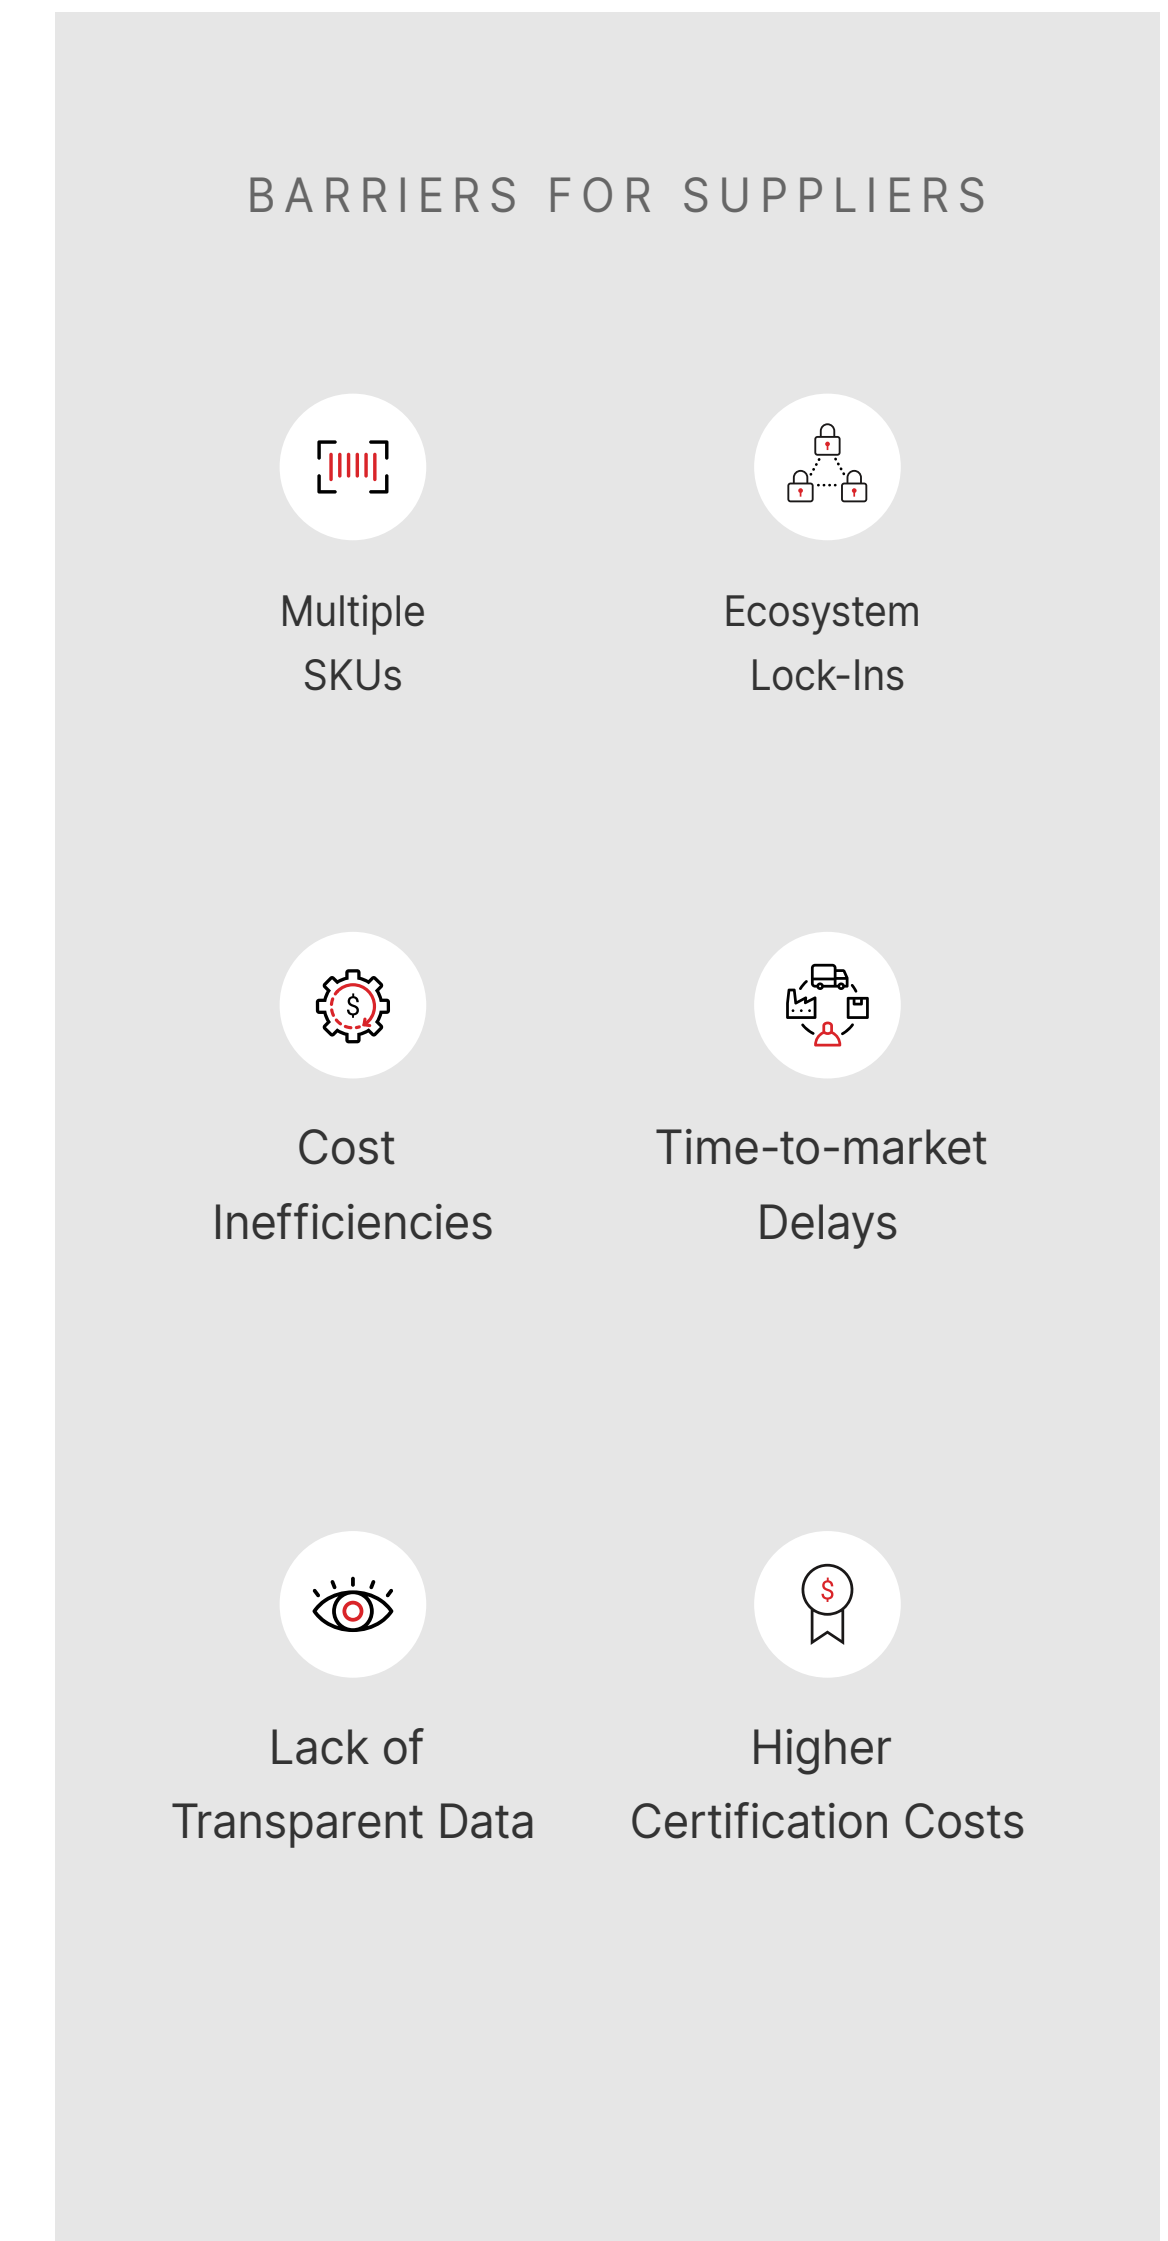 BARRIERS FOR SUPPLIERS
Multiple
SKUs
Ecosystem
Lock-Ins
$
Cost
Inefficiencies
Time-to-market
Delays
Lack of
Transparent Data
$
Higher
Certification Costs